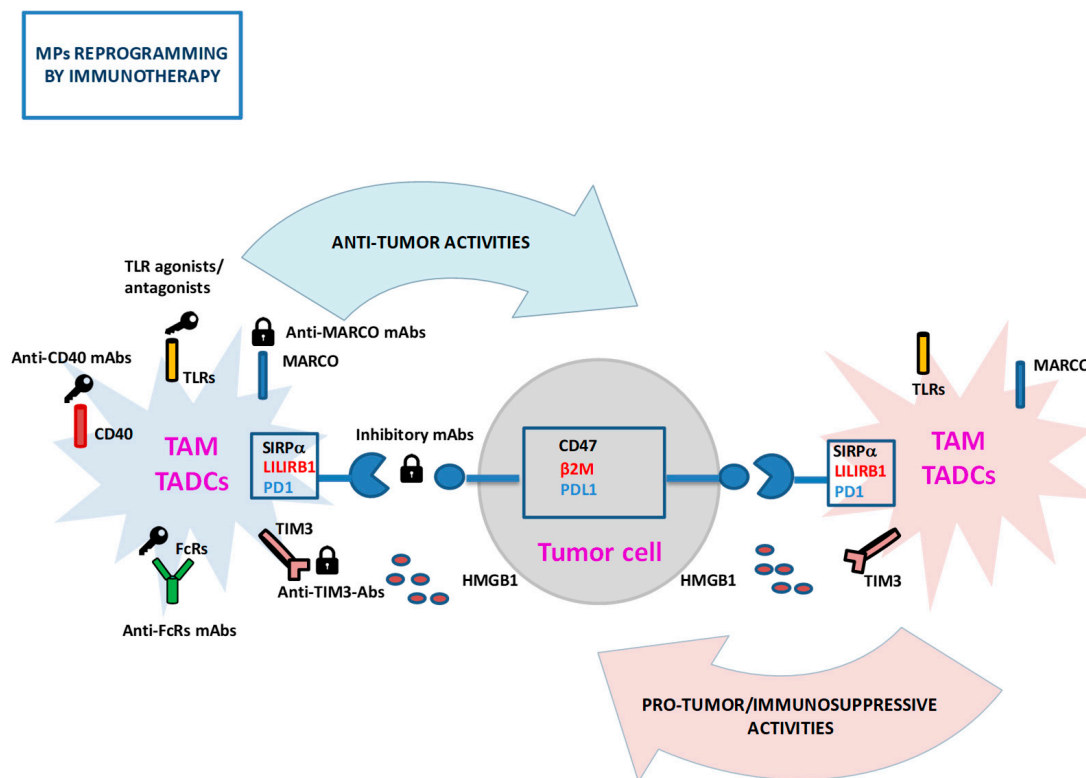 MPs REPROGRAMMING
BY IMMUNOTHERAPY
ANTI-TUMOR ACTIVITIES
TLR agonists/
antagonists
Anti-MARCO mAbs
MARCO
Anti-CD40 mAbs
TLRs
CD40
TAM
TADCs
SIRPα
LILIRB1
PD1
Inhibitory mAbs
CD47
β2M
PDL1
Tumor cell
TLRs
MARCO
SIRPα
LILIRB1
PD1
TAM
TADCs
FcRs
Anti-FcRs mAbs
TIM3
Anti-TIM3-Abs
HMGB1
HMGB1
TIM3
PRO-TUMOR/IMMUNOSUPPRESSIVE
ACTIVITIES